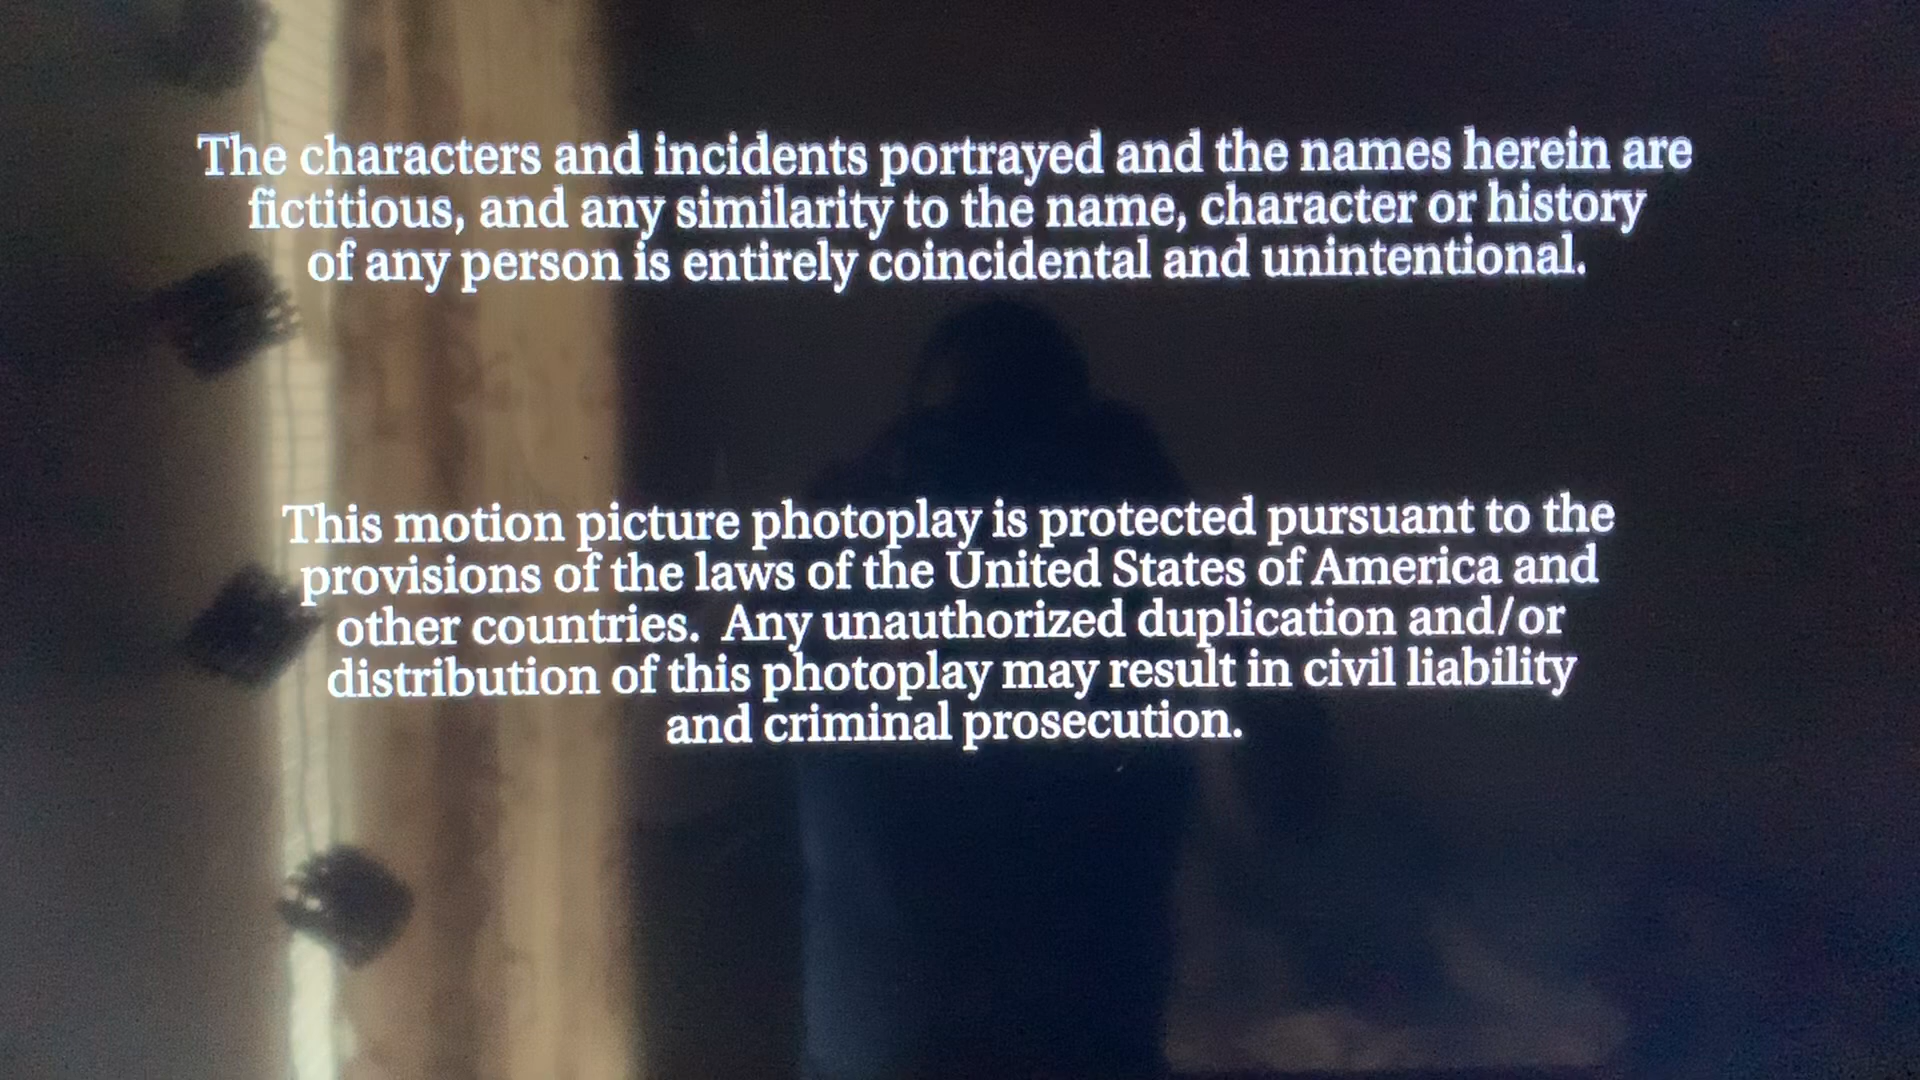 The characters and incidents portrayed and the names herein are
fictitious, and any similarity to the name, character or history
of any person is entirely coincidental and unintentional.
This motion picture photoplay is protected pursuant to the
provisions of the laws of the United States of America and
other countries.  Any unauthorized duplication and/or
distribution of this photoplay may result in civil liability
and criminal prosecution.